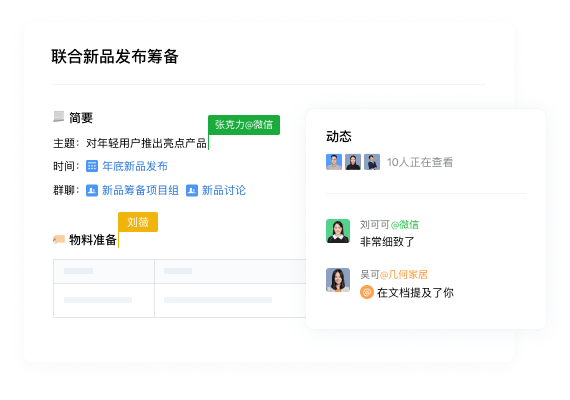 联合新品发布筹备
简要
张克力@微信
主题：对年轻用户推出亮点产品
时间： 年底新品发布
群聊： 新品筹备项目组 新品讨论
刘薇
物料准备
动态
10人正在查看
刘可可@微信
非常细致了
吴可@几何家居
@ 在文档提及了你